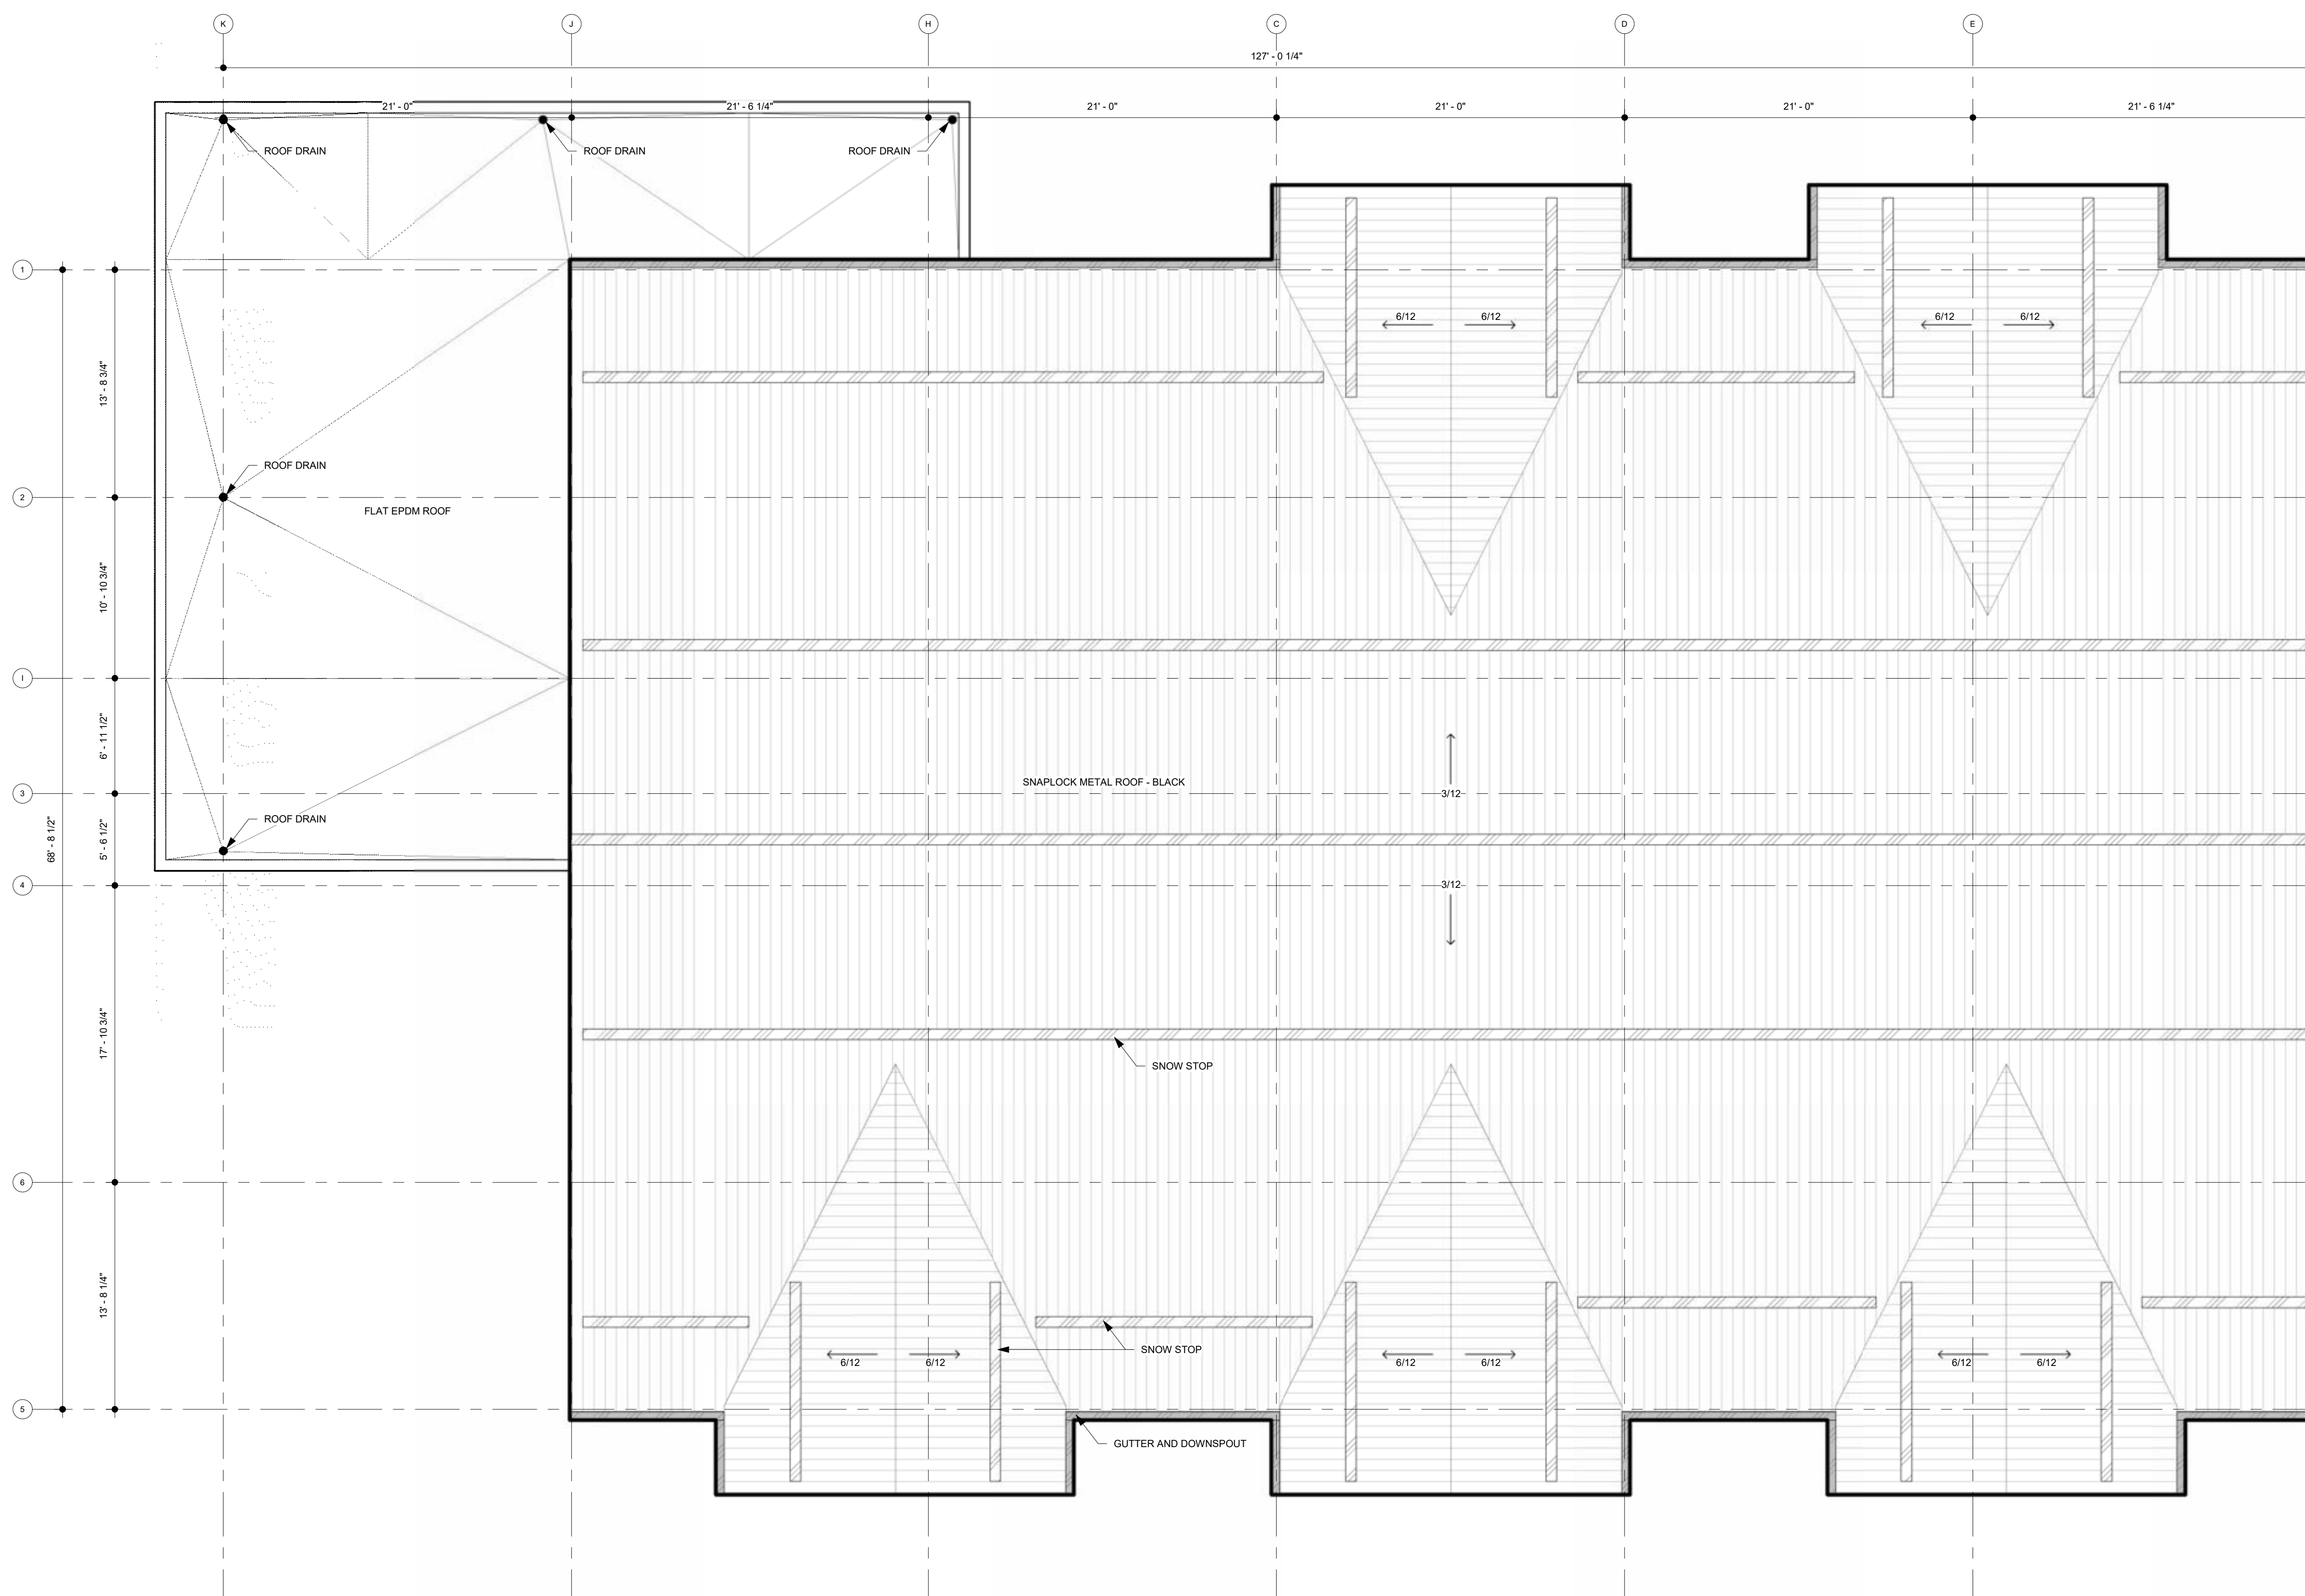 K J H C D E
127' - 0 1/4"
21' - 0" 21' - 6 1/4" 21' - 0" 21' - 0" 21' - 0" 21' - 6 1/4"
ROOF DRAIN ROOF DRAIN ROOF DRAIN
1
6/12 6/12 6/12 6/12
13' - 8 3/4"
ROOF DRAIN
2
FLAT EPDM ROOF
10' - 10 3/4"
I
6' - 11 1/2"
SNAPLOCK METAL ROOF - BLACK
3
3/12
ROOF DRAIN
68' - 8 1/2"
5' - 6 1/2"
4
3/12
17' - 10 3/4"
SNOW STOP
6
13' - 8 1/4"
SNOW STOP
6/12 6/12 6/12 6/12 6/12 6/12
5
GUTTER AND DOWNSPOUT